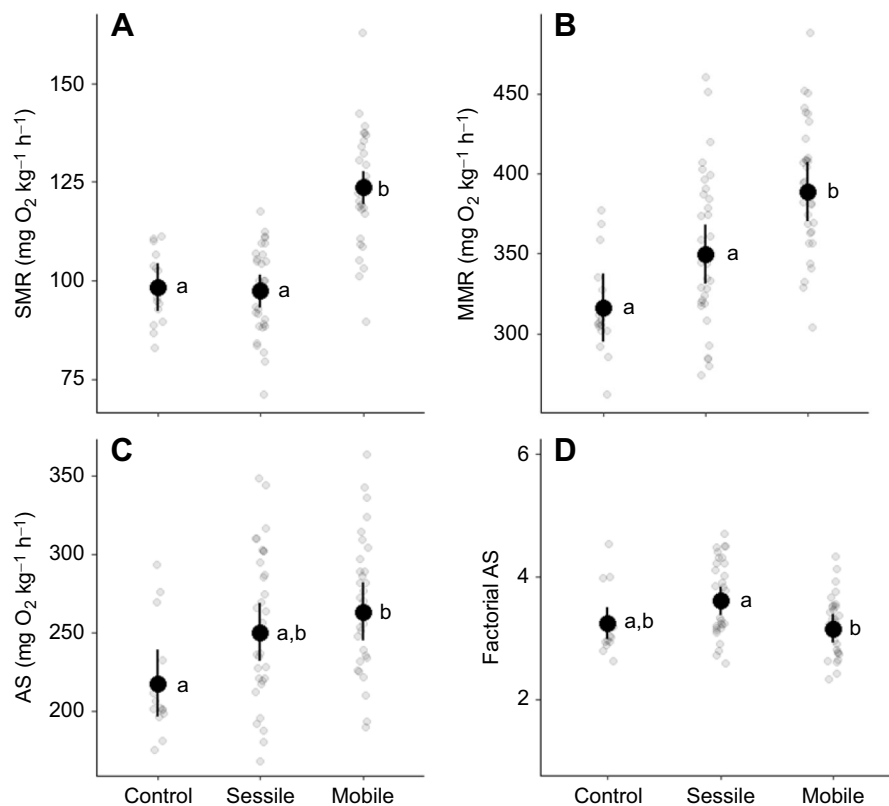 A
SMR (mg O₂ kg⁻¹ h⁻¹)
150
125
100
75
a
a
b
B
MMR (mg O₂ kg⁻¹ h⁻¹)
450
400
350
300
a
a
b
C
AS (mg O₂ kg⁻¹ h⁻¹)
350
300
250
200
a
a,b
b
Control Sessile Mobile
D
Factorial AS
6
4
2
a,b
a
b
Control Sessile Mobile